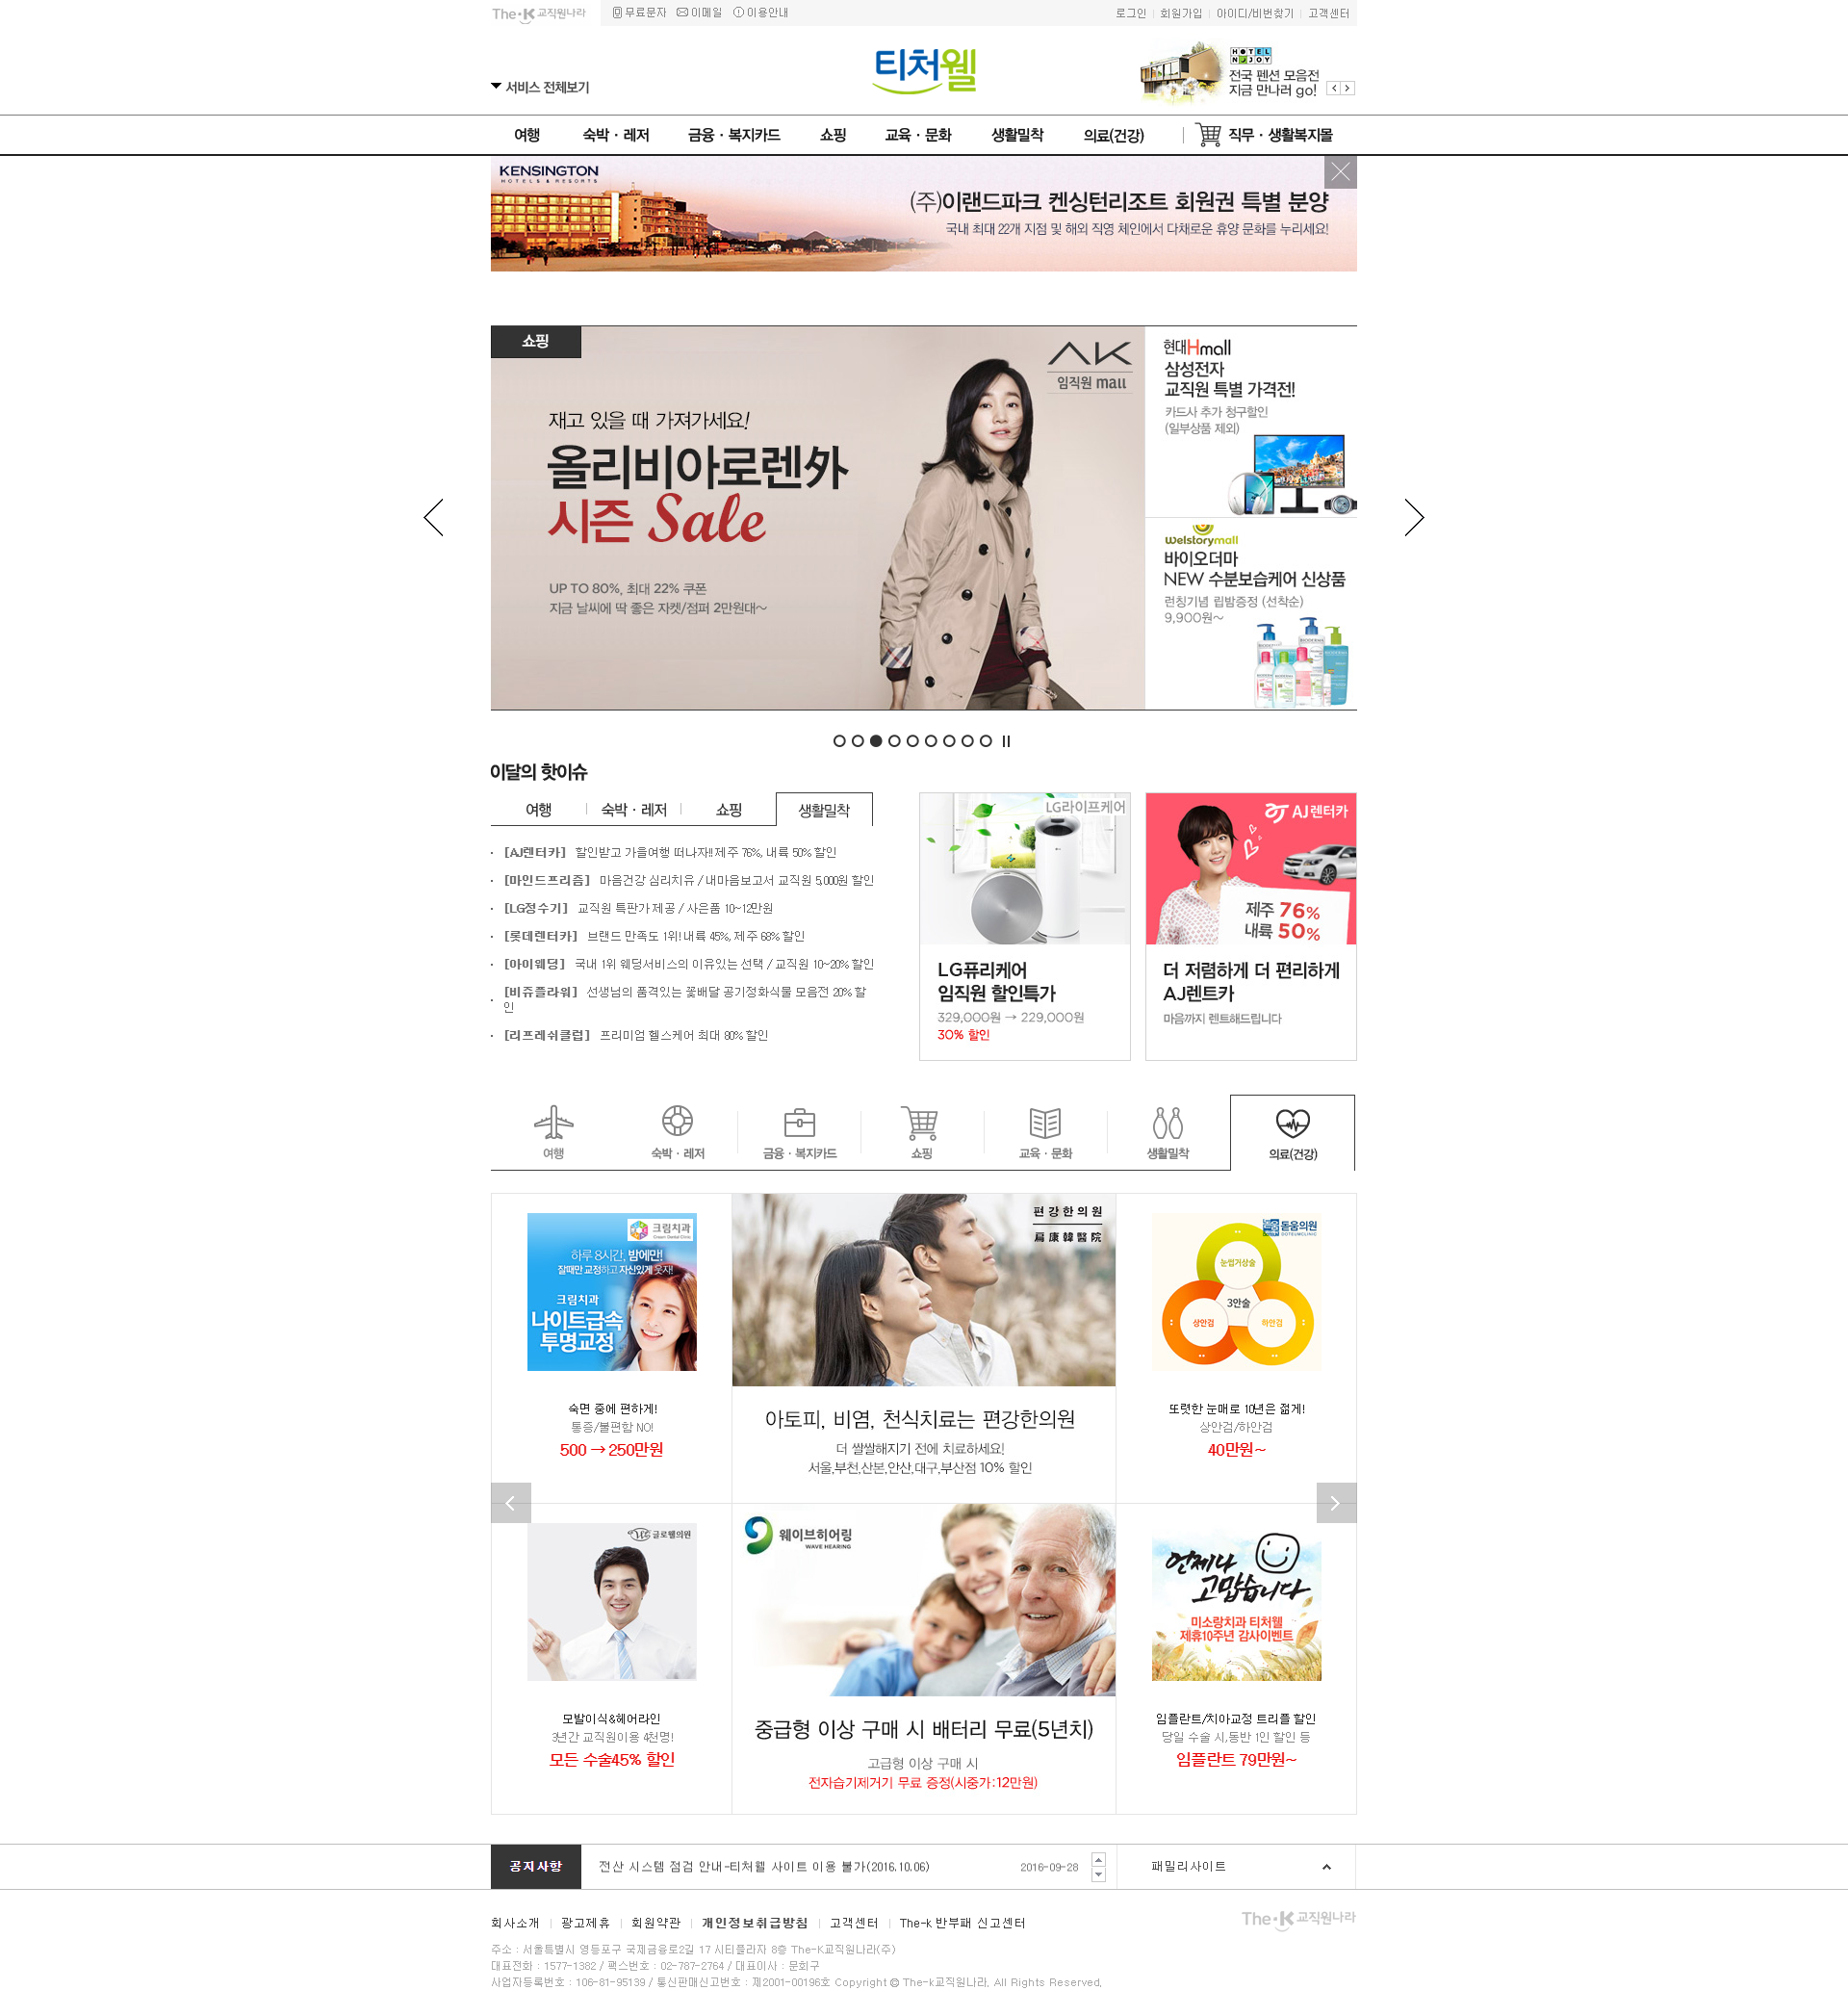 The·K 교직원나라
무료문자 이메일 이용안내
로그인 회원가입 아이디/비번찾기 고객센터
서비스 전체보기
티처웰
HOTEL
NJOY
전국 펜션 모음전
지금 만나러 go!
여행 숙박·레저 금융·복지카드 쇼핑 교육·문화 생활밀착 의료(건강) 직무·생활복지몰
KENSINGTON
HOTELS & RESORTS
(주)이랜드파크 켄싱턴리조트 회원권 특별 분양
국내 최대 22개 지점 및 해외 직영 체인에서 다채로운 휴양 문화를 누리세요!
쇼핑
AK
임직원 mall
재고 있을 때 가져가세요!
올리비아로렌外
시즌 Sale
UP TO 80%, 최대 22% 쿠폰
지금 날씨에 딱 좋은 자켓/점퍼 2만원대~
현대Hmall
삼성전자
교직원 특별 가격전!
카드사 추가 청구할인
(일부상품 제외)
welstorymall
바이오더마
NEW 수분보습케어 신상품
런칭기념 립밤증정 (선착순)
9,900원~
이달의 핫이슈
여행 숙박·레저 쇼핑 생활밀착
· [AJ렌터카] 할인받고 가을여행 떠나자!! 제주 76%, 내륙 50% 할인
· [마인드프리즘] 마음건강 심리치유 / 내마음보고서 교직원 5,000원 할인
· [LG정수기] 교직원 특판가 제공 / 사은품 10~12만원
· [롯데렌터카] 브랜드 만족도 1위! 내륙 45%, 제주 68% 할인
· [아이웨딩] 국내 1위 웨딩서비스의 이유있는 선택 / 교직원 10~20% 할인
· [비쥬플라워] 선생님의 품격있는 꽃배달 공기정화식물 모음전 20% 할
인
· [리프레쉬클럽] 프리미엄 헬스케어 최대 80% 할인
LG라이프케어
LG퓨리케어
임직원 할인특가
329,000원 → 229,000원
30% 할인
AJ렌터카
제주 76%
내륙 50%
더 저렴하게 더 편리하게
AJ렌트카
마음까지 렌트해드립니다
여행 숙박·레저 금융·복지카드 쇼핑 교육·문화 생활밀착 의료(건강)
크림치과
Cream Dental Clinic
하루 8시간, 밤에만!
잘때만 교정하고 자신있게 웃자!
크림치과
나이트급속
투명교정
숙면 중에 편하게!
통증/불편함 NO!
500 → 250만원
편강한의원
扁康韓醫院
아토피, 비염, 천식치료는 편강한의원
더 쌀쌀해지기 전에 치료하세요!
서울,부천,산본,안산,대구,부산점 10% 할인
돋움의원
DOTEUMCLINIC
눈썹거상술
3안술
상안검
하안검
또렷한 눈매로 10년은 젊게!
상안검/하안검
40만원~
글로웰의원
모발이식&헤어라인
3년간 교직원이용 4천명!
모든 수술45% 할인
웨이브히어링
WAVE HEARING
중급형 이상 구매 시 배터리 무료(5년치)
고급형 이상 구매 시
전자습기제거기 무료 증정(시중가:12만원)
언제나
고맙습니다
미소랑치과 티처웰
제휴10주년 감사이벤트
임플란트/치아교정 트리플 할인
당일 수술 시,동반 1인 할인 등
임플란트 79만원~
공지사항
전산 시스템 점검 안내-티처웰 사이트 이용 불가(2016.10.06)
2016-09-28
패밀리사이트
회사소개 광고제휴 회원약관 개인정보취급방침 고객센터 The-k 반부패 신고센터
The·K 교직원나라
주소 : 서울특별시 영등포구 국제금융로2길 17 시티플라자 8층 The-K교직원나라(주)
대표전화 : 1577-1382 / 팩스번호 : 02-787-2764 / 대표이사 : 문회구
사업자등록번호 : 106-81-95139 / 통신판매신고번호 : 제2001-00196호 Copyright @ The-k교직원나라, All Rights Reserved,